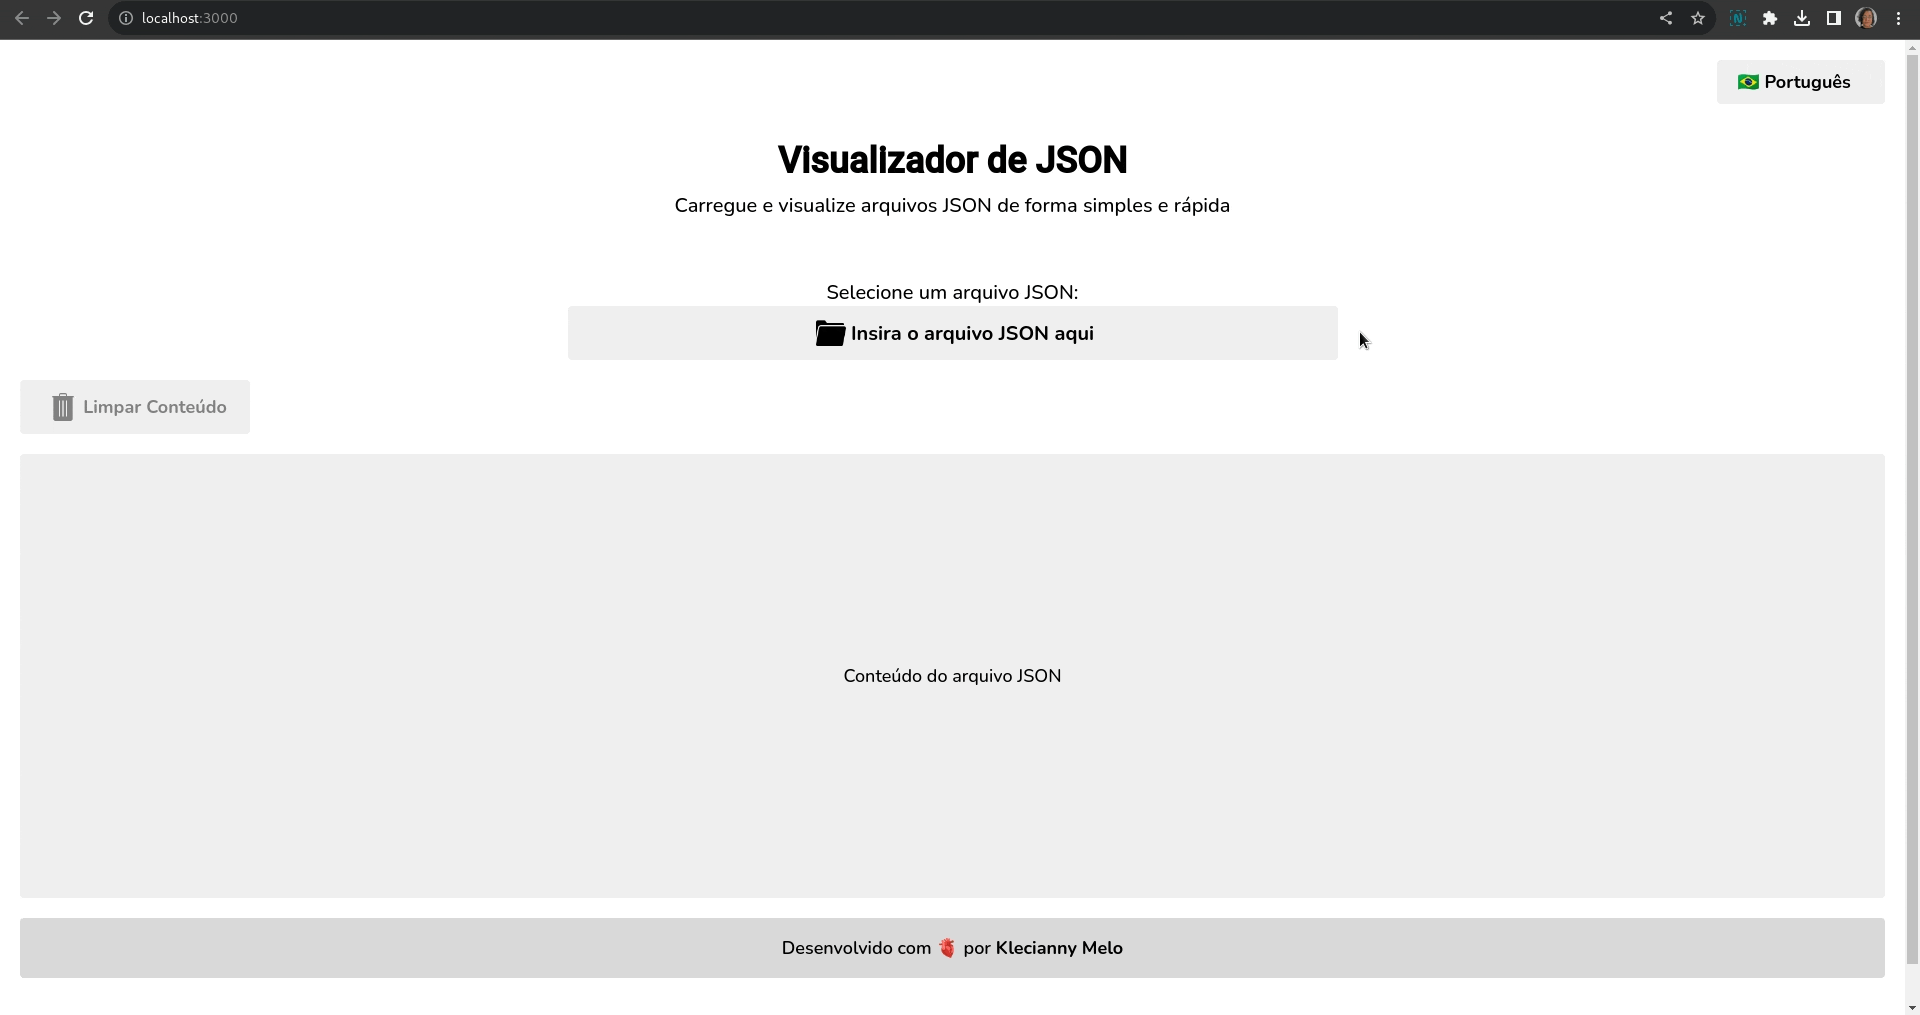 localhost:3000
🇧🇷 Português
Visualizador de JSON
Carregue e visualize arquivos JSON de forma simples e rápida
Selecione um arquivo JSON:
Insira o arquivo JSON aqui
Limpar Conteúdo
Conteúdo do arquivo JSON
Desenvolvido com 🫀 por Klecianny Melo